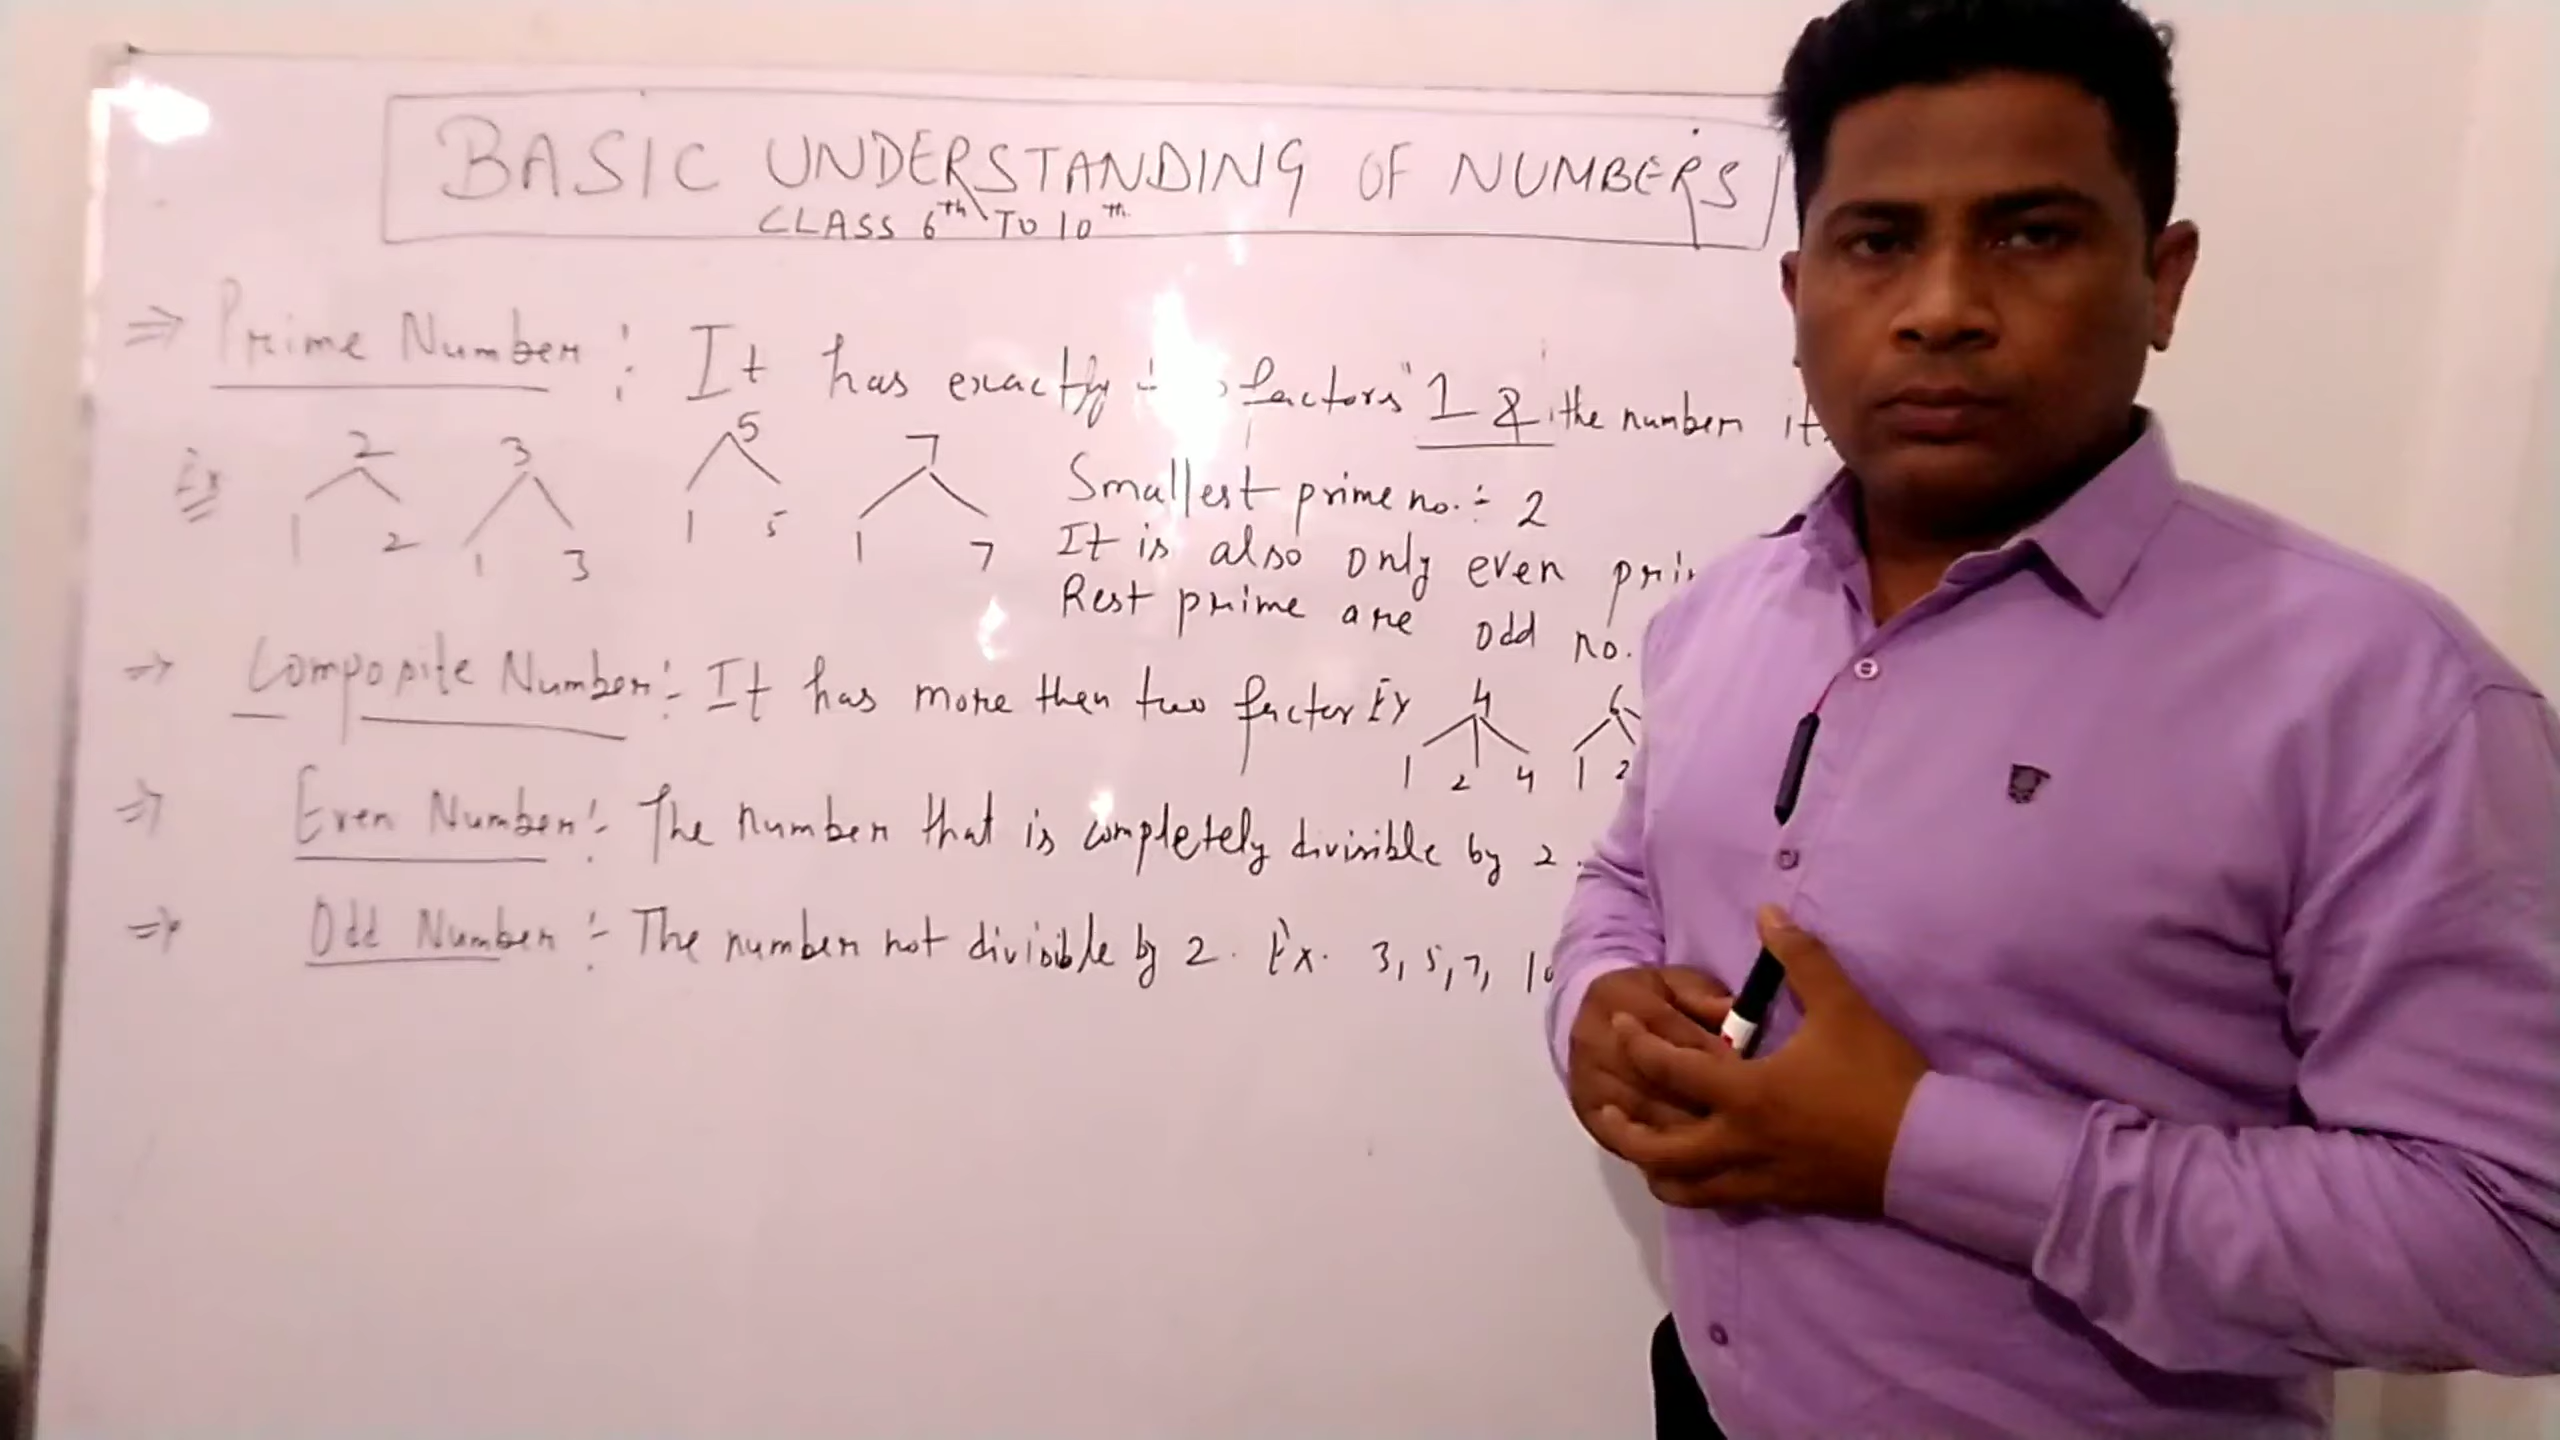 BASIC UNDERSTANDING OF NUMBERS
CLASS 6th TO 10th
⇒ Prime Number : It has exactly factors "1 & the number
Ex 2 3 5 7
1 2 1 3 1 5 1 7
Smallest prime no. :- 2
It is also only even
Rest prime are odd no.
⇒ Composite Number :- It has more then two factor Ex 4 6
1 2 4 1 2
⇒ Even Number :- The number that is completely divisible by 2.
⇒ Odd Number :- The number not divisible by 2. Ex. 3, 5, 7,